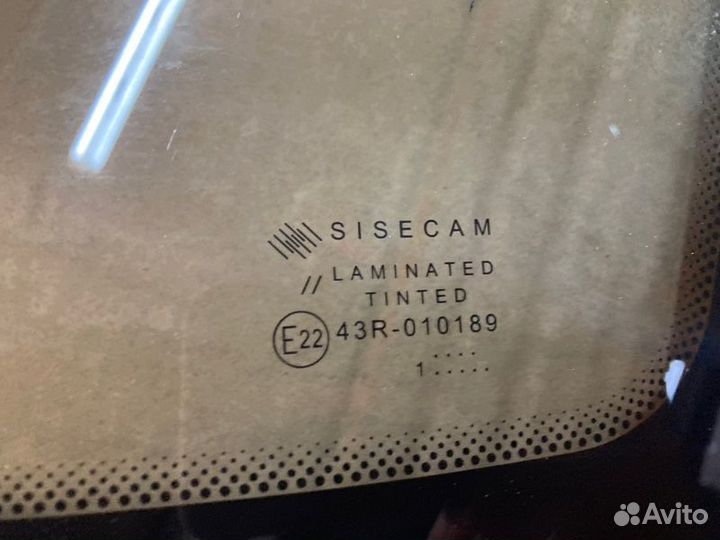 SISECAM
// LAMINATED
TINTED
E22 43R-010189
....
1.....
Avito